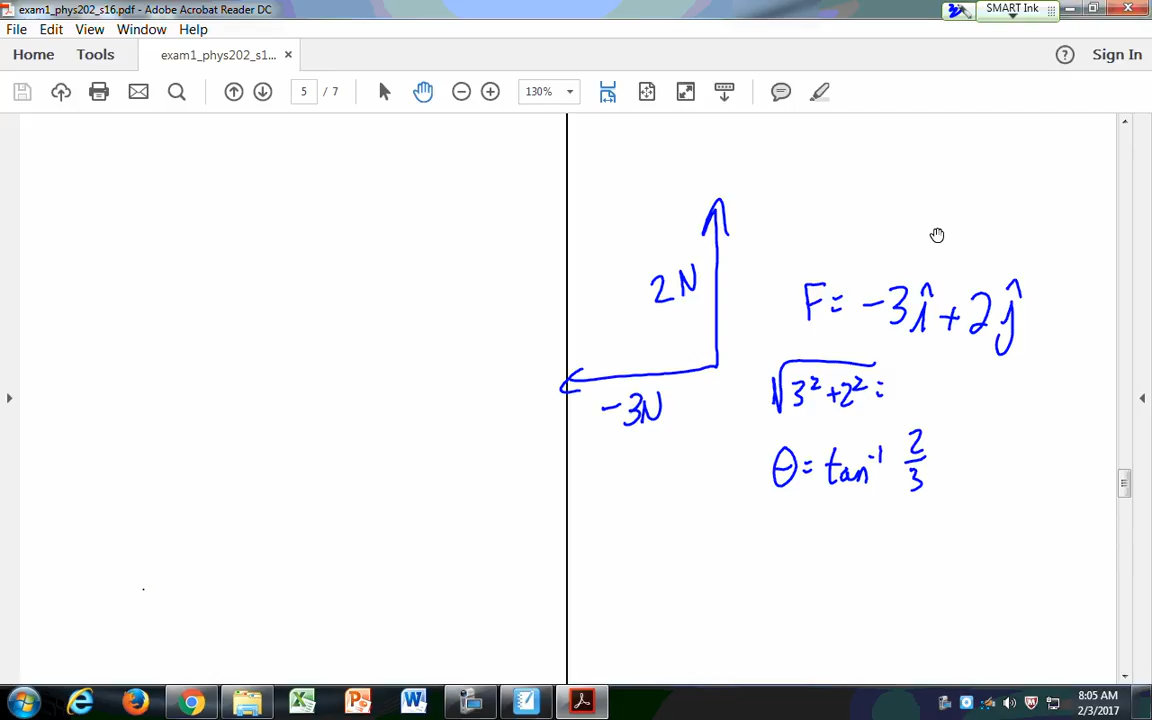 exam1_phys202_s16.pdf - Adobe Acrobat Reader DC
SMART Ink
File Edit View Window Help
Home Tools exam1_phys202_s1... × Sign In
5 / 7 130%
2N
F = -3î + 2ĵ
-3N
√(3² + 2²) =
θ = tan⁻¹ 2/3
8:05 AM
2/3/2017